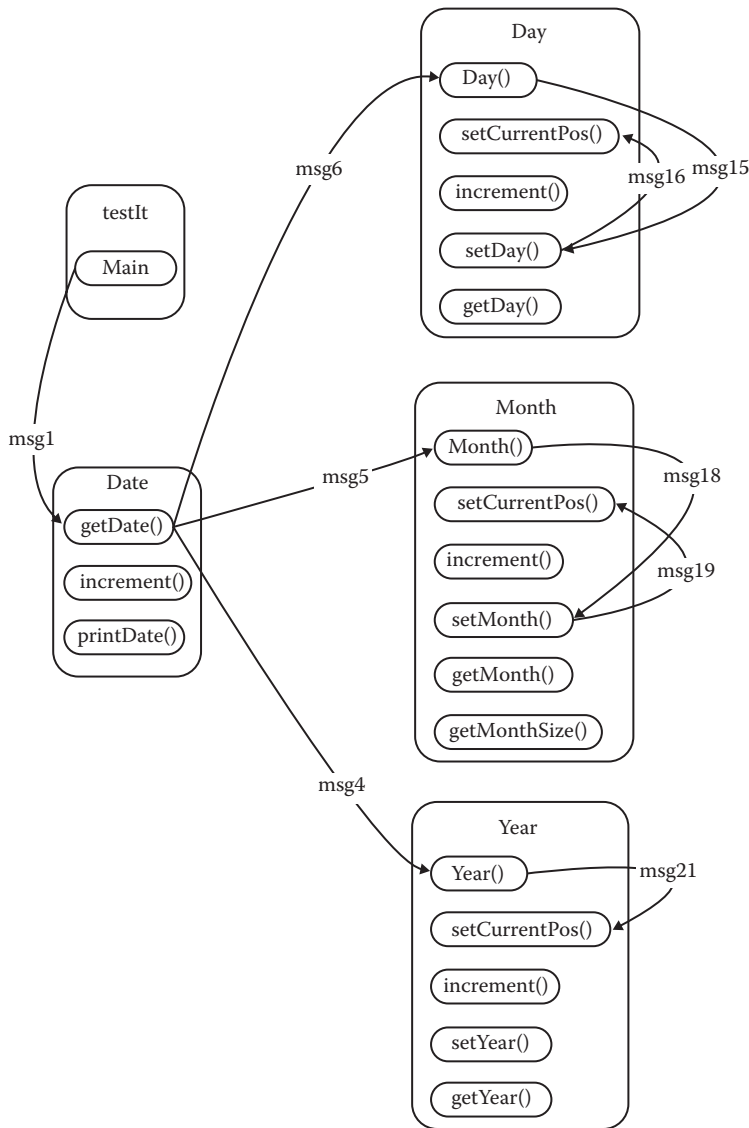 Day
Day()
setCurrentPos()
increment()
setDay()
getDay()
msg6
msg16
msg15
testIt
Main
msg1
Date
getDate()
increment()
printDate()
msg5
Month
Month()
setCurrentPos()
increment()
setMonth()
getMonth()
getMonthSize()
msg18
msg19
msg4
Year
Year()
setCurrentPos()
increment()
setYear()
getYear()
msg21